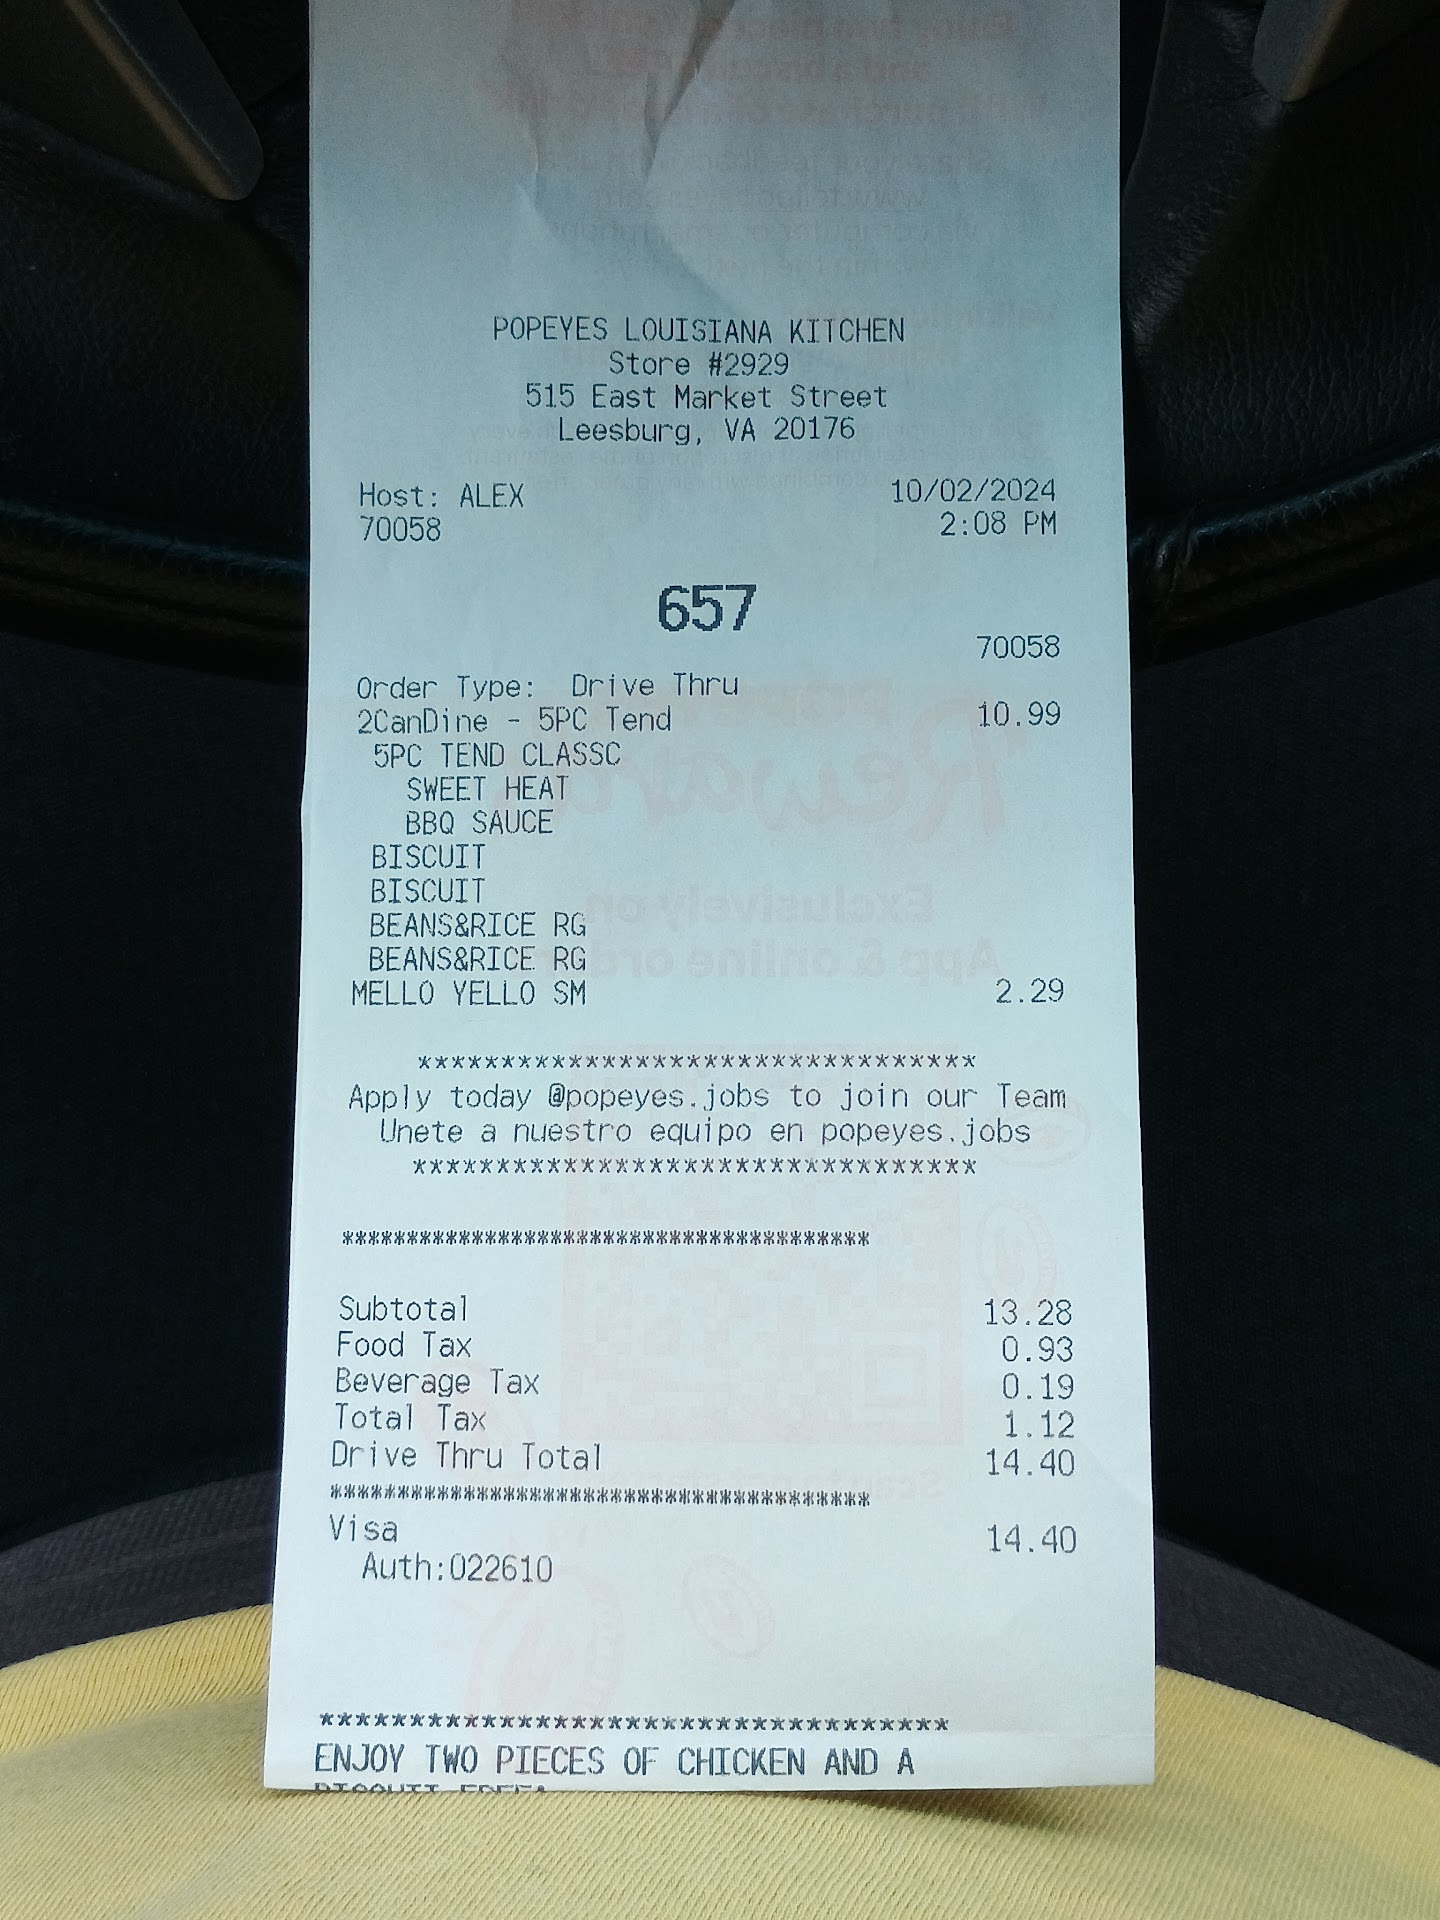 POPEYES LOUISIANA KITCHEN
Store #2929
515 East Market Street
Leesburg, VA 20176
Host: ALEX 10/02/2024
70058 2:08 PM
657
70058
Order Type: Drive Thru
2CanDine - 5PC Tend 10.99
5PC TEND CLASSC
SWEET HEAT
BBQ SAUCE
BISCUIT
BISCUIT
BEANS&RICE RG
BEANS&RICE RG
MELLO YELLO SM 2.29
**********************************
Apply today @popeyes.jobs to join our Team
Unete a nuestro equipo en popeyes.jobs
**********************************
****************************************
Subtotal 13.28
Food Tax 0.93
Beverage Tax 0.19
Total Tax 1.12
Drive Thru Total 14.40
****************************************
Visa 14.40
Auth:022610
***********************************
ENJOY TWO PIECES OF CHICKEN AND A